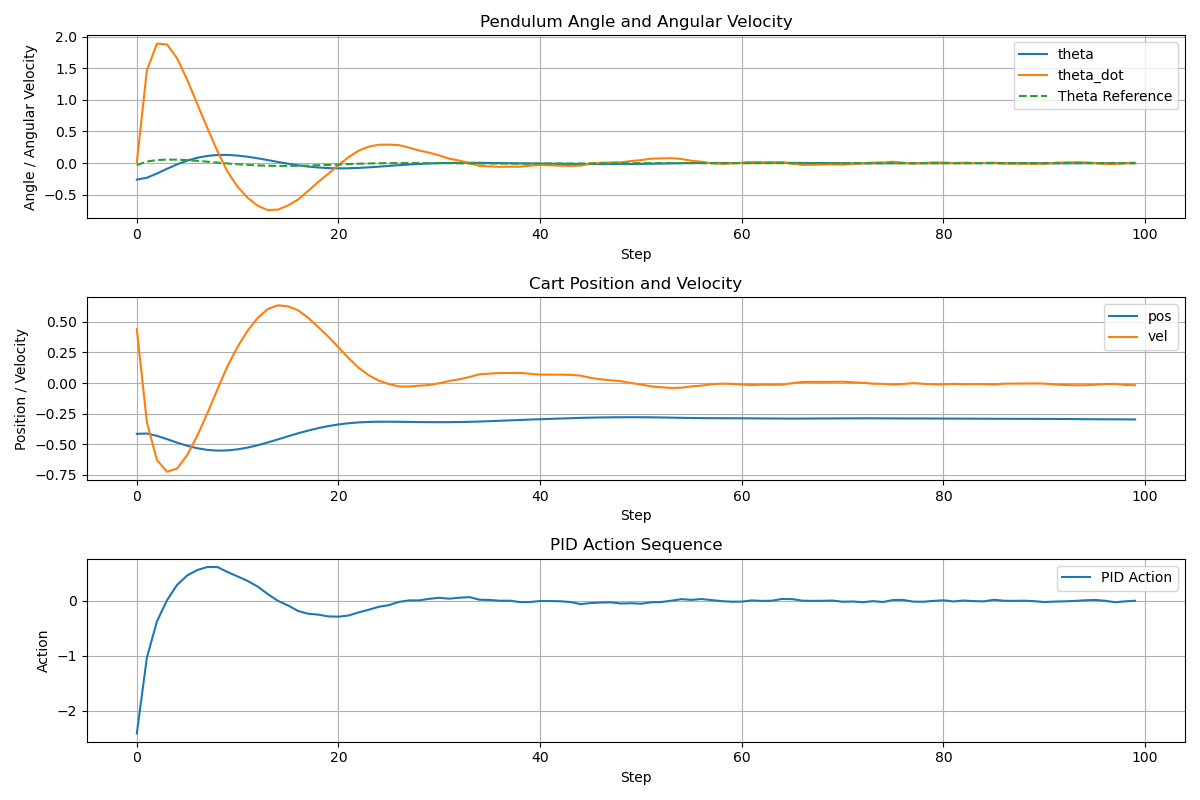 Pendulum Angle and Angular Velocity
Angle / Angular Velocity
2.0
1.5
1.0
0.5
0.0
−0.5
theta
theta_dot
Theta Reference
0 20 40 60 80 100
Step
Cart Position and Velocity
Position / Velocity
0.50
0.25
0.00
−0.25
−0.50
−0.75
pos
vel
0 20 40 60 80 100
Step
PID Action Sequence
Action
0
−1
−2
PID Action
0 20 40 60 80 100
Step